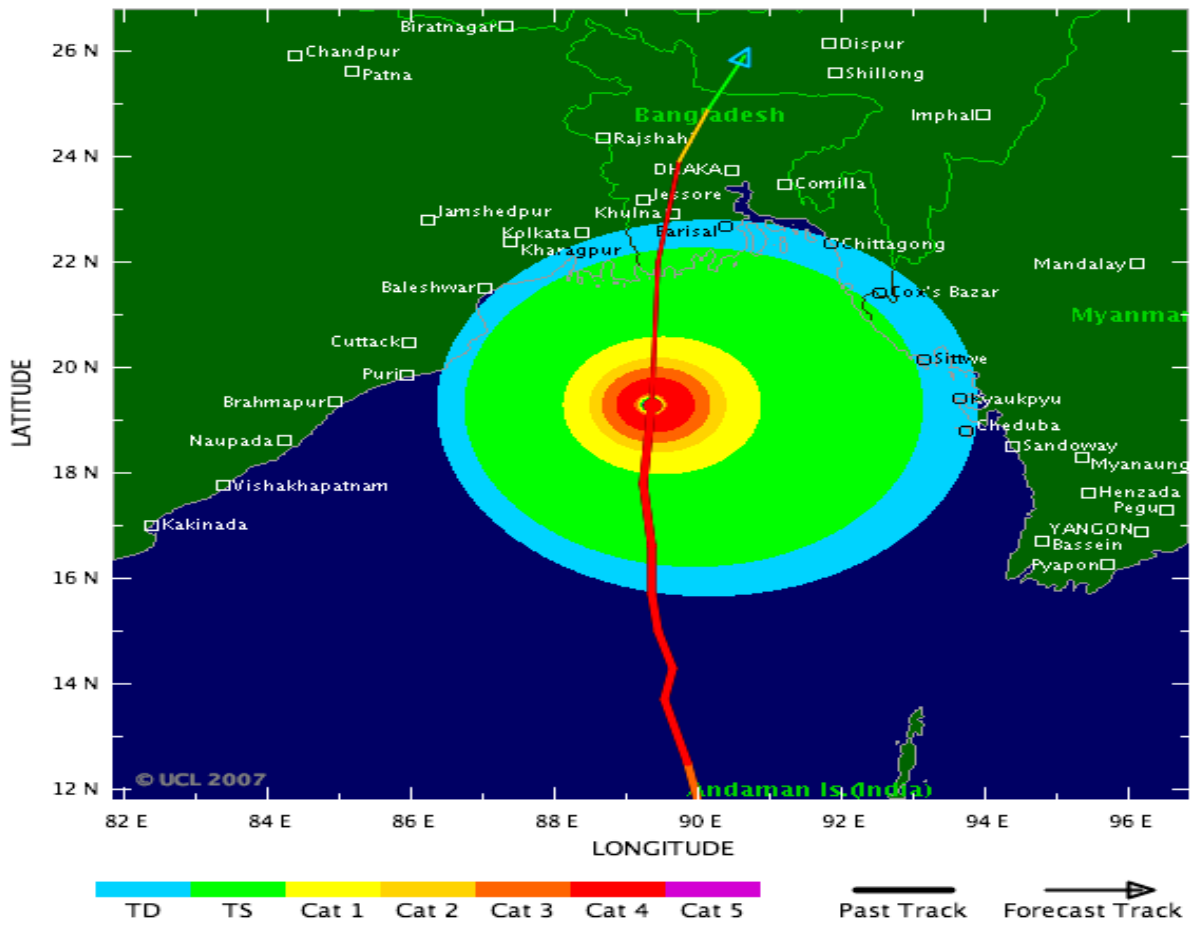 26 N
Biratnagar
Chandpur
Patna
Dispur
Shillong
Bangladesh
Imphal
Rajshahi
24 N
DHAKA
Comilla
Jessore
Jamshedpur
Khulna
Kolkata
Barisal
Kharagpur
Chittagong
22 N
Mandalay
Baleshwar
Cox's Bazar
Myanmar
Cuttack
Sittwe
20 N
Puri
Brahmapur
Kyaukpyu
Cheduba
Naupada
Sandoway
18 N
Myanaung
Vishakhapatnam
Henzada
Pegu
Kakinada
YANGON
Bassein
16 N
Pyapon
14 N
12 N
© UCL 2007
Andaman Is.(India)
LATITUDE
82 E 84 E 86 E 88 E 90 E 92 E 94 E 96 E
LONGITUDE
TD TS Cat 1 Cat 2 Cat 3 Cat 4 Cat 5
Past Track Forecast Track